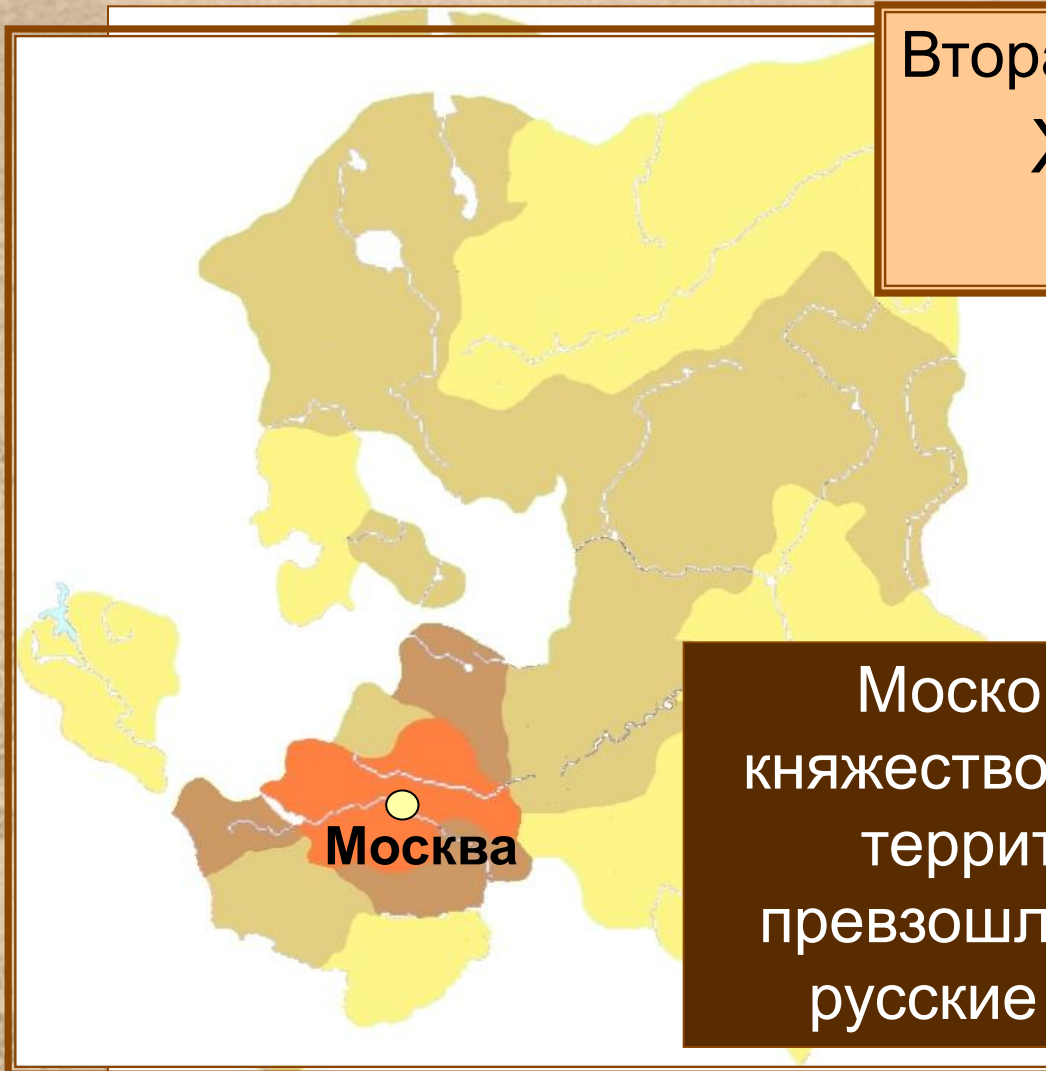 Втора
Х
Москва
Моско
княжество
террит
превзошл
русские